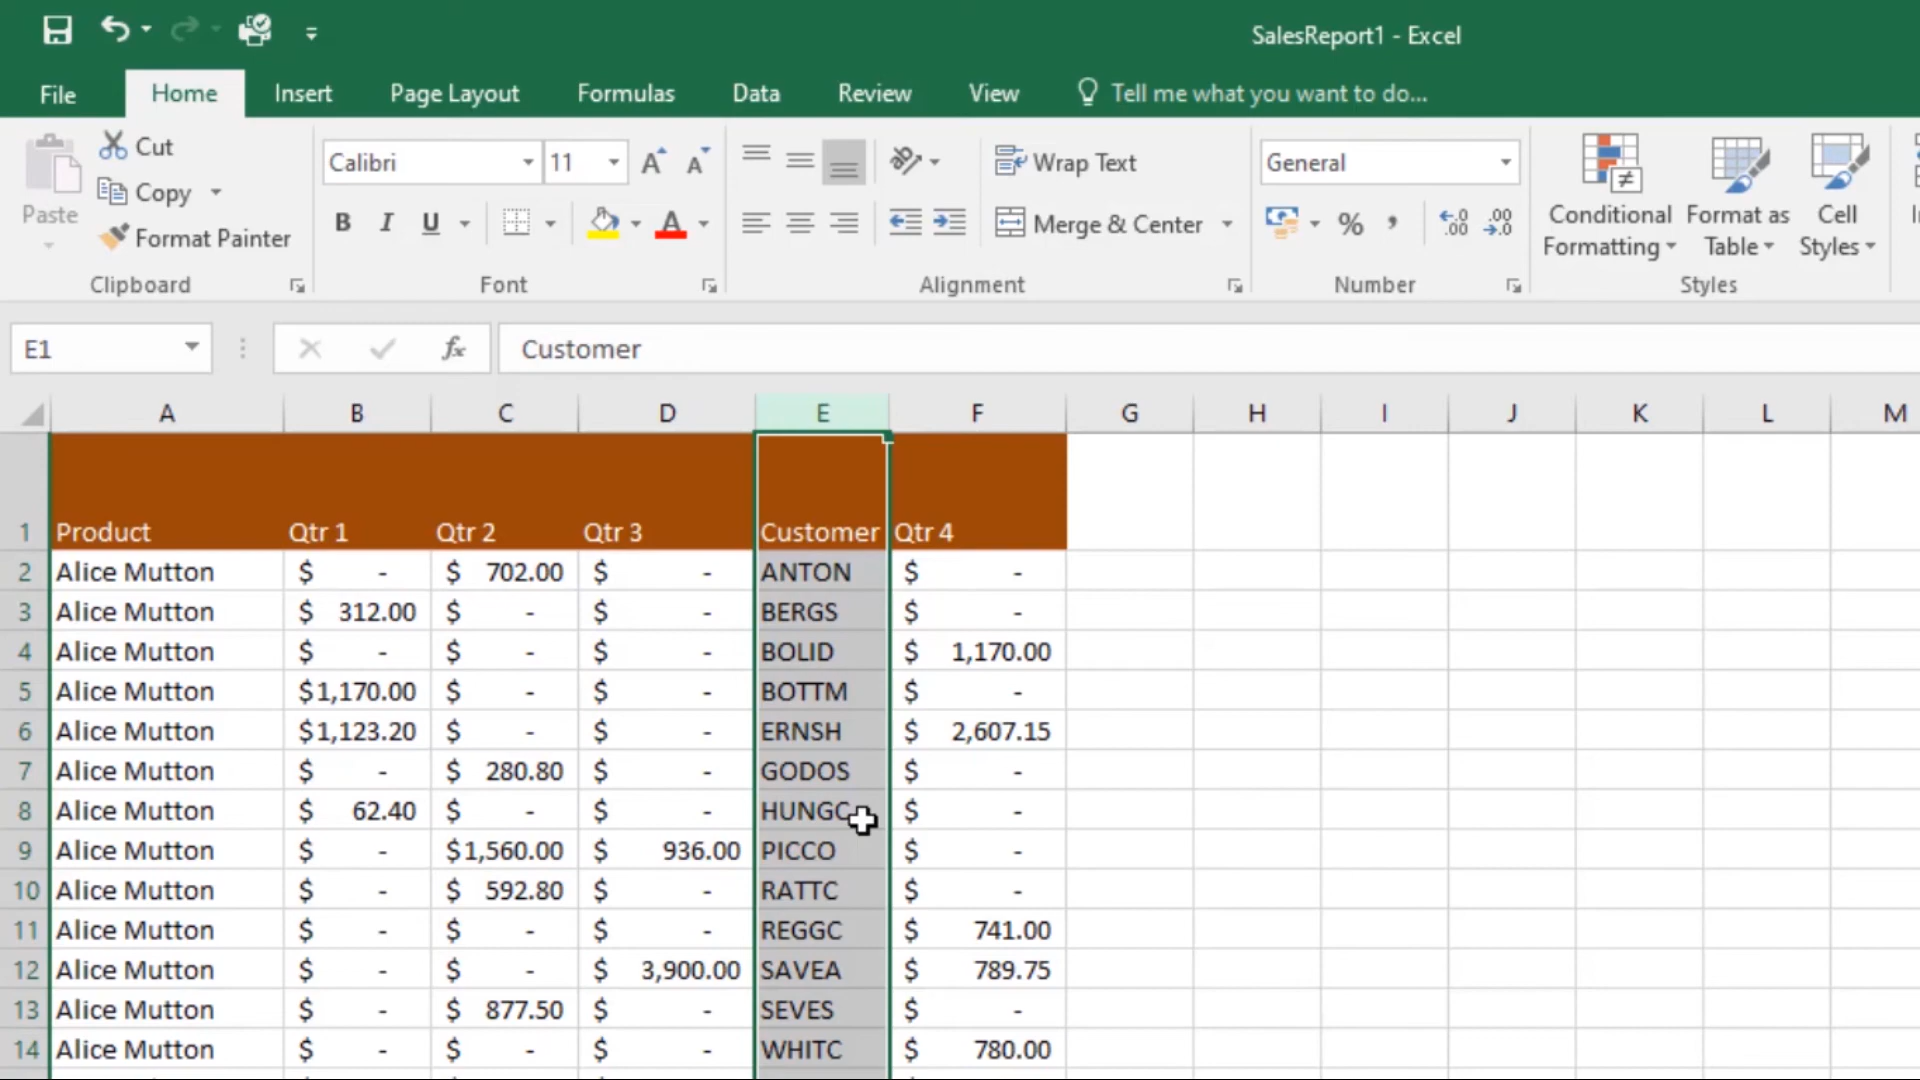 SalesReport1 - Excel
File Home Insert Page Layout Formulas Data Review View Tell me what you want to do...
Paste
Cut
Copy
Format Painter
Clipboard
Calibri 11 A A
B I U A
Font
Wrap Text
Merge & Center
Alignment
General
% , .00 .00
Number
Conditional Formatting
Format as Table
Cell Styles
Styles
E1 fx Customer
A B C D E F G H I J K L M
1 Product Qtr 1 Qtr 2 Qtr 3 Customer Qtr 4
2 Alice Mutton $ - $ 702.00 $ - ANTON $ -
3 Alice Mutton $ 312.00 $ - $ - BERGS $ -
4 Alice Mutton $ - $ - $ - BOLID $ 1,170.00
5 Alice Mutton $1,170.00 $ - $ - BOTTM $ -
6 Alice Mutton $1,123.20 $ - $ - ERNSH $ 2,607.15
7 Alice Mutton $ - $ 280.80 $ - GODOS $ -
8 Alice Mutton $ 62.40 $ - $ - HUNGC $ -
9 Alice Mutton $ - $1,560.00 $ 936.00 PICCO $ -
10 Alice Mutton $ - $ 592.80 $ - RATTC $ -
11 Alice Mutton $ - $ - $ - REGGC $ 741.00
12 Alice Mutton $ - $ - $ 3,900.00 SAVEA $ 789.75
13 Alice Mutton $ - $ 877.50 $ - SEVES $ -
14 Alice Mutton $ - $ - $ - WHITC $ 780.00